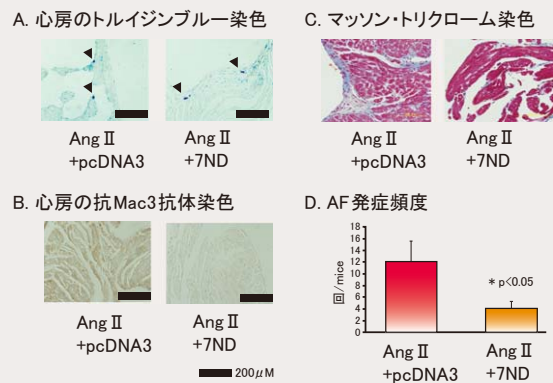 A. 心房のトルイジンブルー染色
Ang Ⅱ
+pcDNA3
Ang Ⅱ
+7ND
B. 心房の抗Mac3抗体染色
Ang Ⅱ
+pcDNA3
Ang Ⅱ
+7ND
200μM
C. マッソン・トリクローム染色
Ang Ⅱ
+pcDNA3
Ang Ⅱ
+7ND
D. AF発症頻度
回/mice
18
16
14
12
10
8
6
4
2
0
* p<0.05
Ang Ⅱ
+pcDNA3
Ang Ⅱ
+7ND